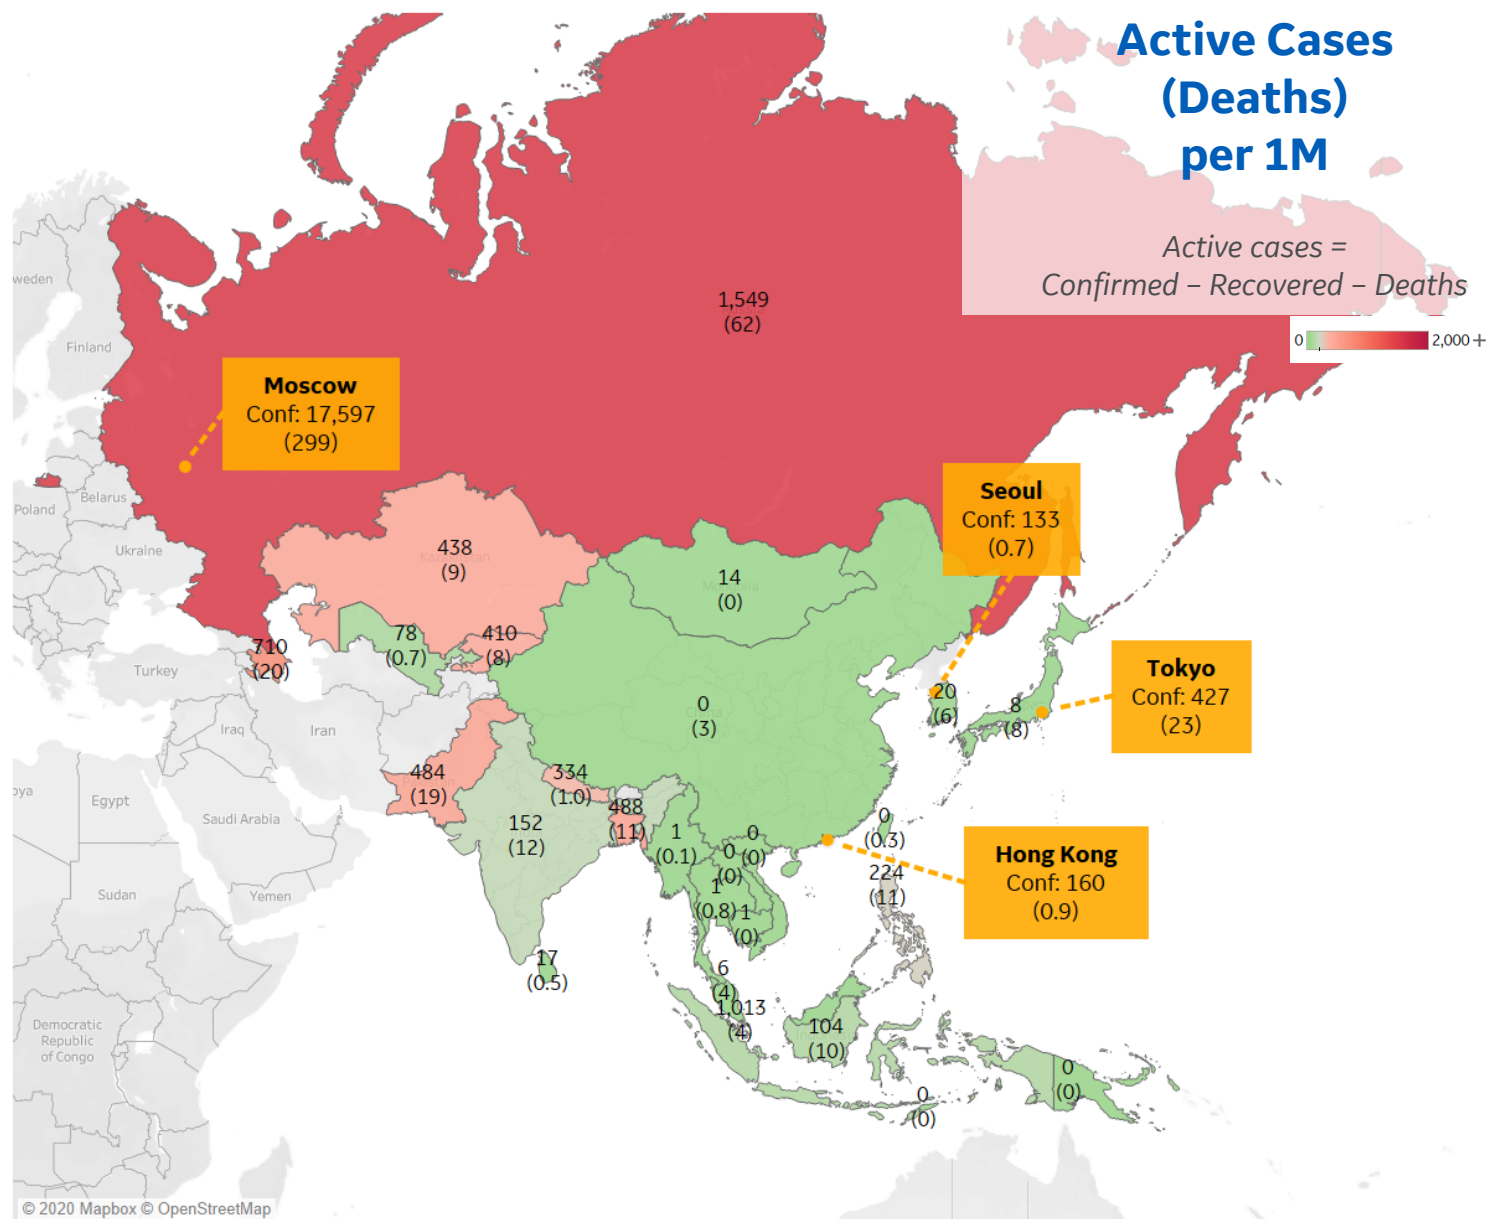 Active Cases
(Deaths)
per 1M
Active cases =
Confirmed – Recovered – Deaths
0
2,000 +
1,549
(62)
weden
Finland
Moscow
Conf: 17,597
(299)
Belarus
Poland
Ukraine
Seoul
Conf: 133
(0.7)
438
(9)
14
(0)
78
(0.7)
410
(8)
710
(20)
Turkey
Tokyo
Conf: 427
(23)
20
(6)
8
(8)
0
(3)
Iraq
Iran
484
(19)
334
(1.0)
488
(11)
Egypt
Saudi Arabia
oya
152
(12)
1
(0.1)
0
(0)
0
(0)
0
(0.3)
Hong Kong
Conf: 160
(0.9)
224
(11)
1
(0.8)
1
(0)
Sudan
Yemen
17
(0.5)
6
(4)
1,013
(4)
104
(10)
Democratic
Republic
of Congo
0
(0)
0
(0)
© 2020 Mapbox © OpenStreetMap